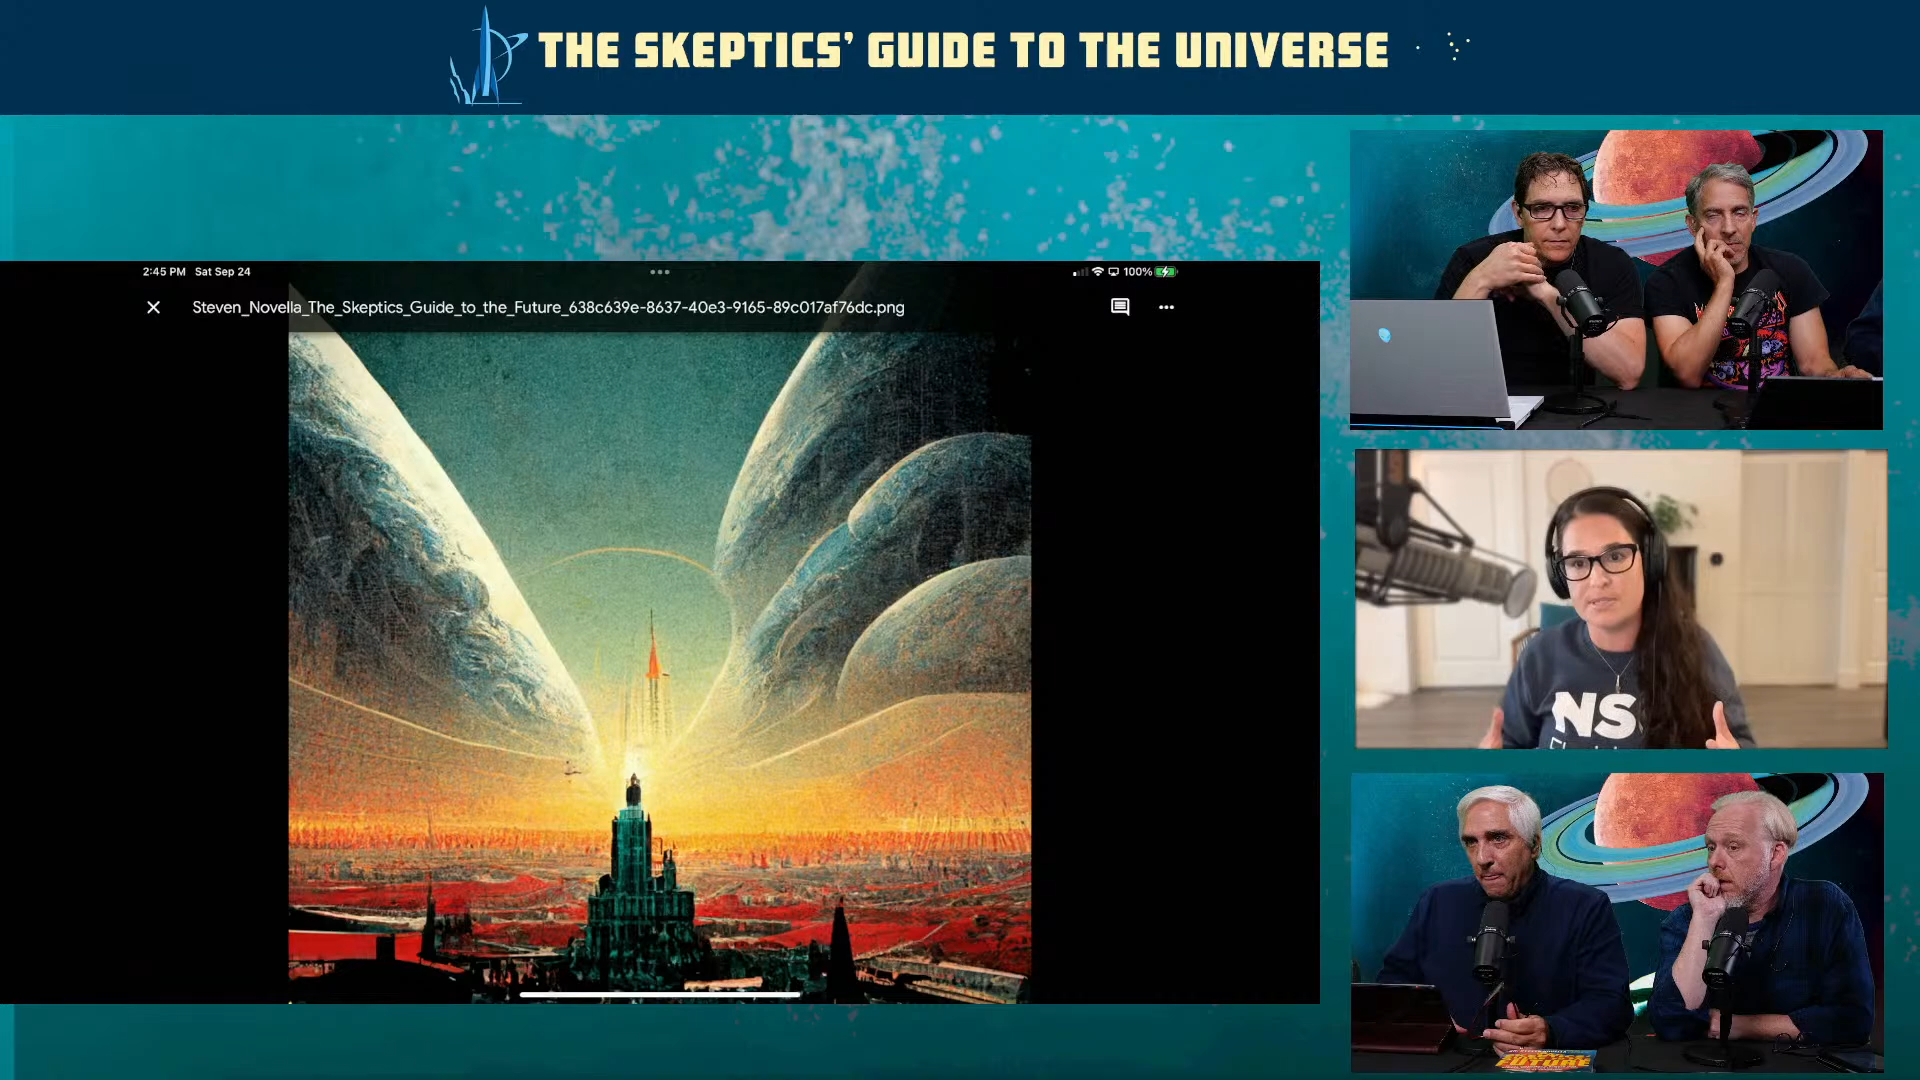 THE SKEPTICS' GUIDE TO THE UNIVERSE
2:45 PM Sat Sep 24
100%
Steven_Novella_The_Skeptics_Guide_to_the_Future_638c639e-8637-40e3-9165-89c017af76dc.png
NS
FUTURE